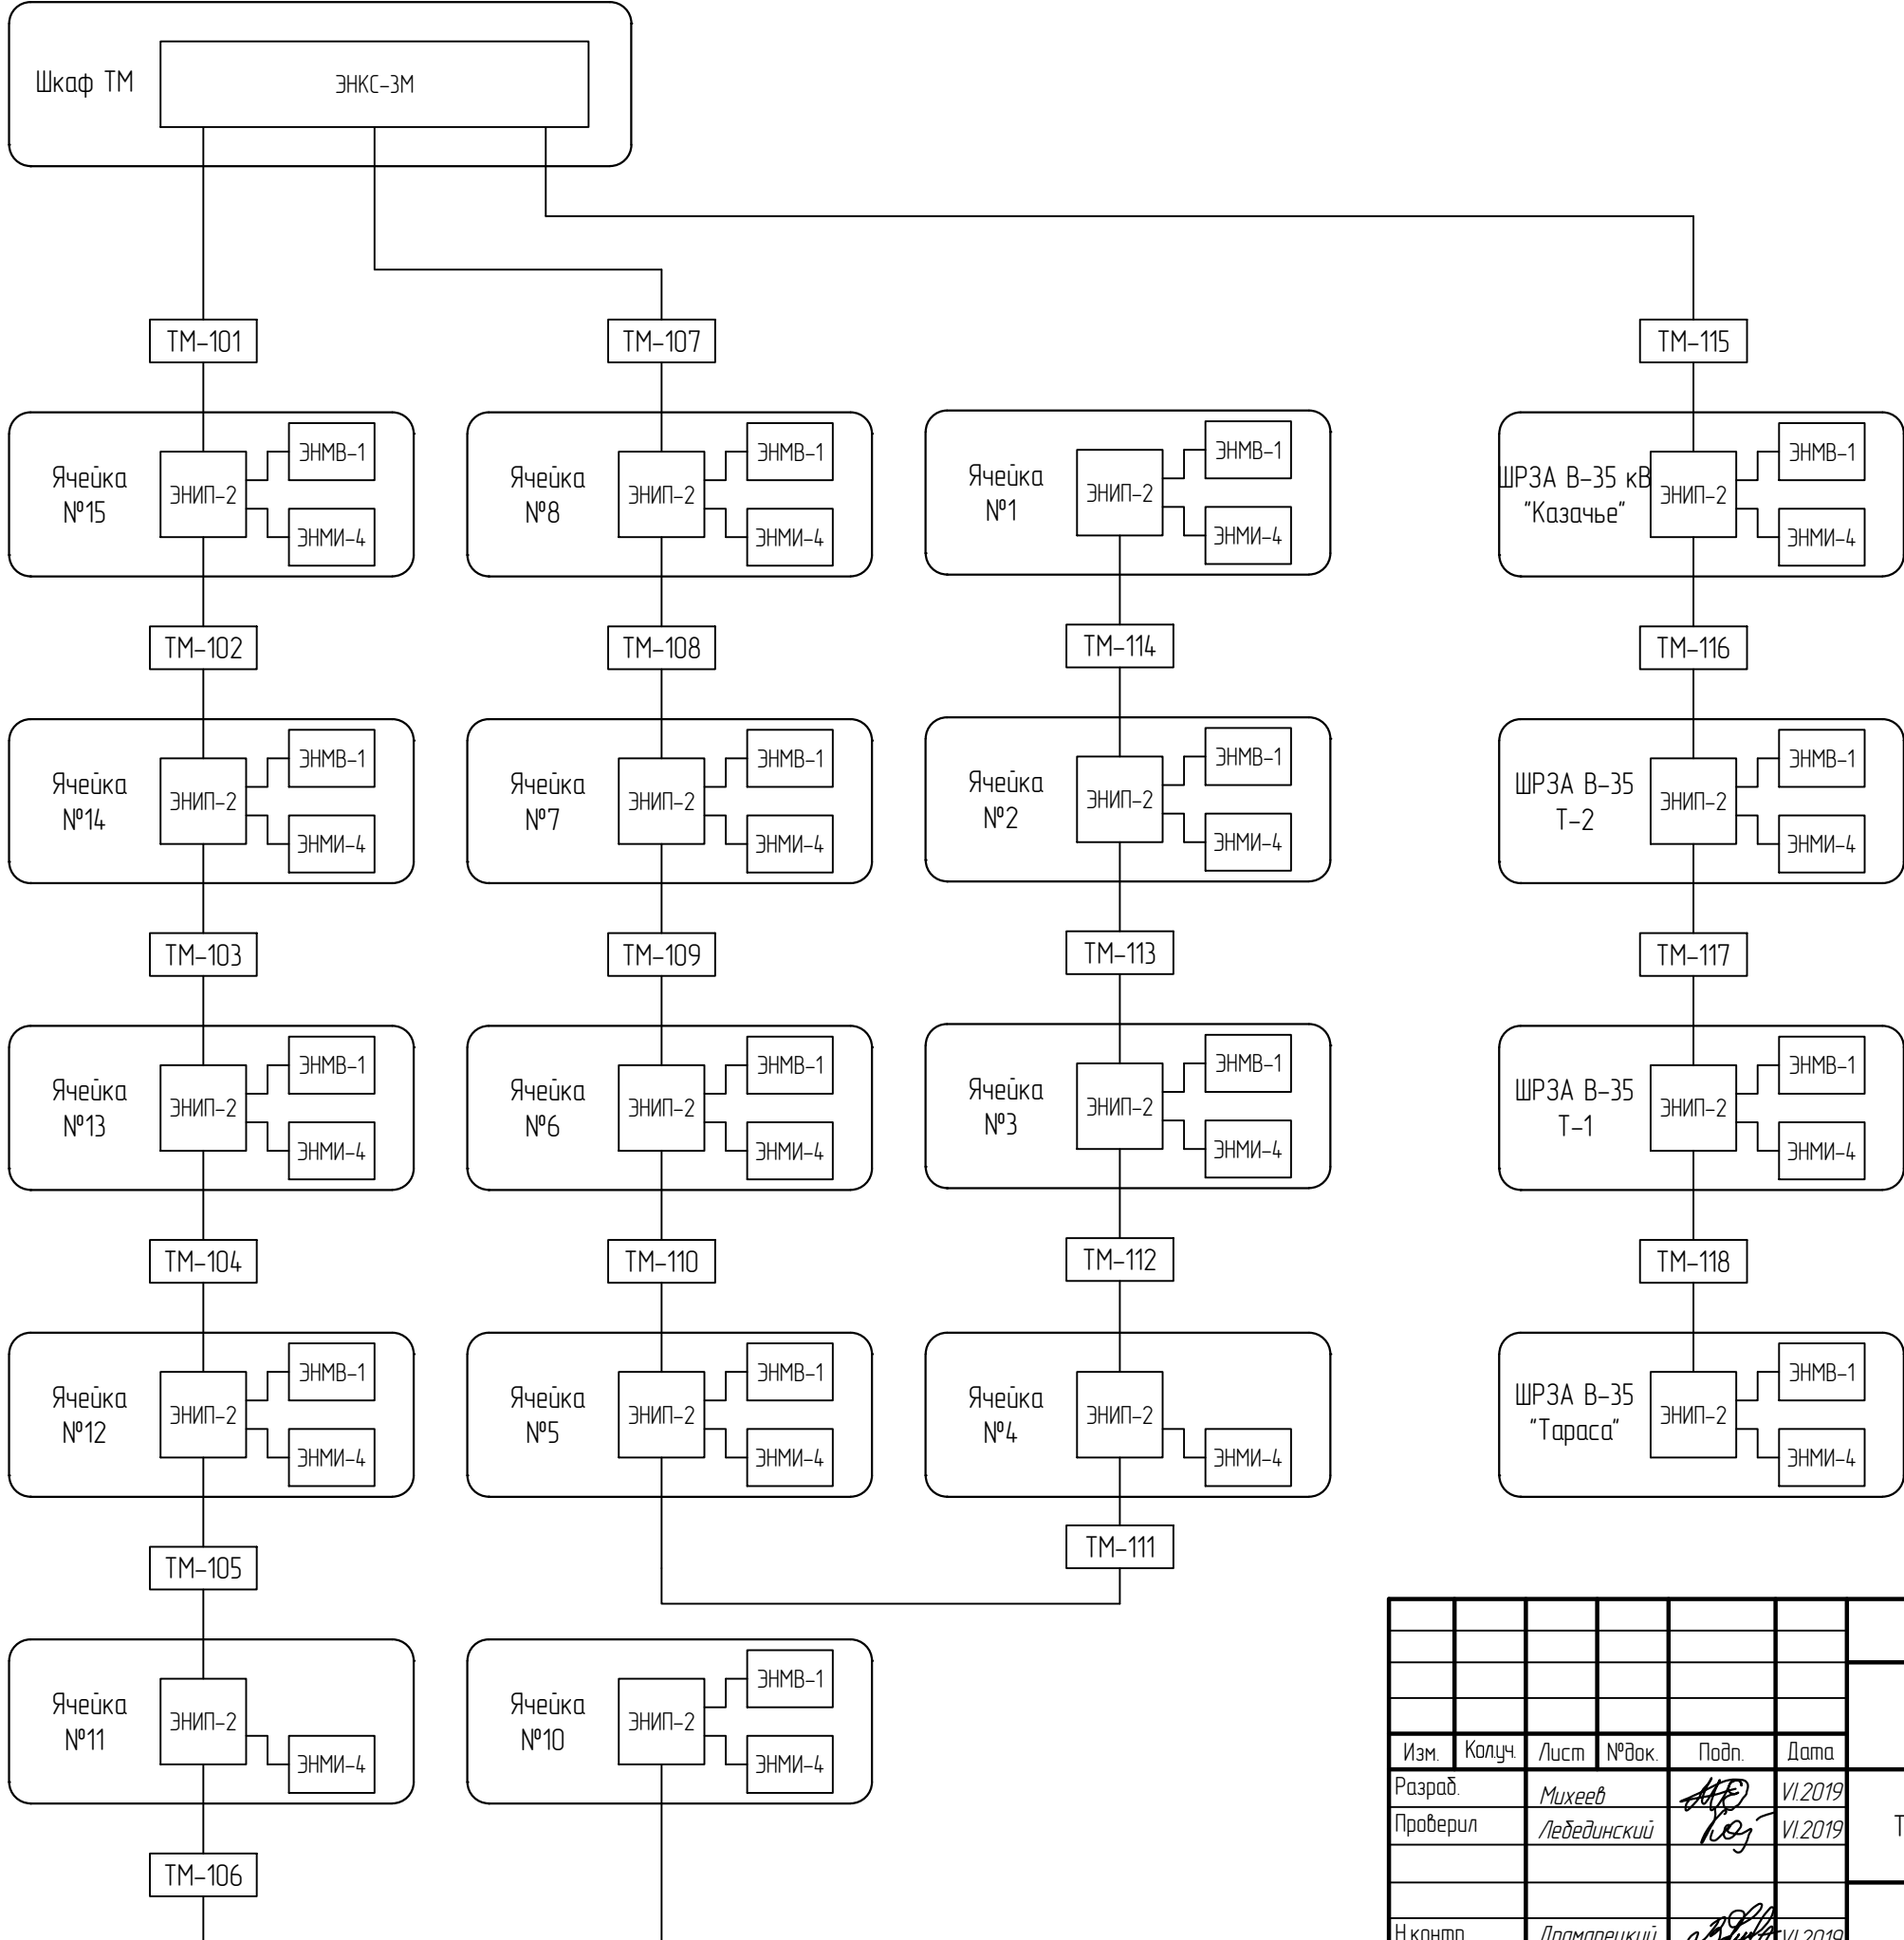 Шкаф ТМ
ЭНКС-3М
ТМ-101
ТМ-107
ТМ-115
Ячейка
№15
ЭНИП-2
ЭНМВ-1
ЭНМИ-4
Ячейка
№8
ЭНИП-2
ЭНМВ-1
ЭНМИ-4
Ячейка
№1
ЭНИП-2
ЭНМВ-1
ЭНМИ-4
ШРЗА В-35 кВ
"Казачье"
ЭНИП-2
ЭНМВ-1
ЭНМИ-4
ТМ-102
ТМ-108
ТМ-114
ТМ-116
Ячейка
№14
ЭНИП-2
ЭНМВ-1
ЭНМИ-4
Ячейка
№7
ЭНИП-2
ЭНМВ-1
ЭНМИ-4
Ячейка
№2
ЭНИП-2
ЭНМВ-1
ЭНМИ-4
ШРЗА В-35
Т-2
ЭНИП-2
ЭНМВ-1
ЭНМИ-4
ТМ-103
ТМ-109
ТМ-113
ТМ-117
Ячейка
№13
ЭНИП-2
ЭНМВ-1
ЭНМИ-4
Ячейка
№6
ЭНИП-2
ЭНМВ-1
ЭНМИ-4
Ячейка
№3
ЭНИП-2
ЭНМВ-1
ЭНМИ-4
ШРЗА В-35
Т-1
ЭНИП-2
ЭНМВ-1
ЭНМИ-4
ТМ-104
ТМ-110
ТМ-112
ТМ-118
Ячейка
№12
ЭНИП-2
ЭНМВ-1
ЭНМИ-4
Ячейка
№5
ЭНИП-2
ЭНМВ-1
ЭНМИ-4
Ячейка
№4
ЭНИП-2
ЭНМИ-4
ШРЗА В-35
"Тараса"
ЭНИП-2
ЭНМВ-1
ЭНМИ-4
ТМ-105
ТМ-111
Ячейка
№11
ЭНИП-2
ЭНМИ-4
Ячейка
№10
ЭНИП-2
ЭНМВ-1
ЭНМИ-4
ТМ-106
Изм. Кол.уч. Лист №док. Подп. Дата
Разраб. Михеев VI.2019
Проверил Лебединский VI.2019
Т
Н.контр. Драмарецкий VI.2019